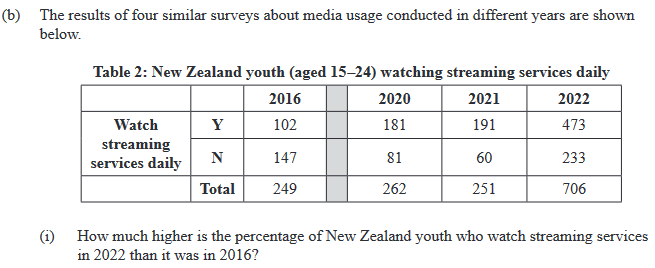 (b) The results of four similar surveys about media usage conducted in different years are shown
below.
Table 2: New Zealand youth (aged 15–24) watching streaming services daily
2016 2020 2021 2022
Watch streaming services daily Y 102 181 191 473
N 147 81 60 233
Total 249 262 251 706
(i) How much higher is the percentage of New Zealand youth who watch streaming services
in 2022 than it was in 2016?